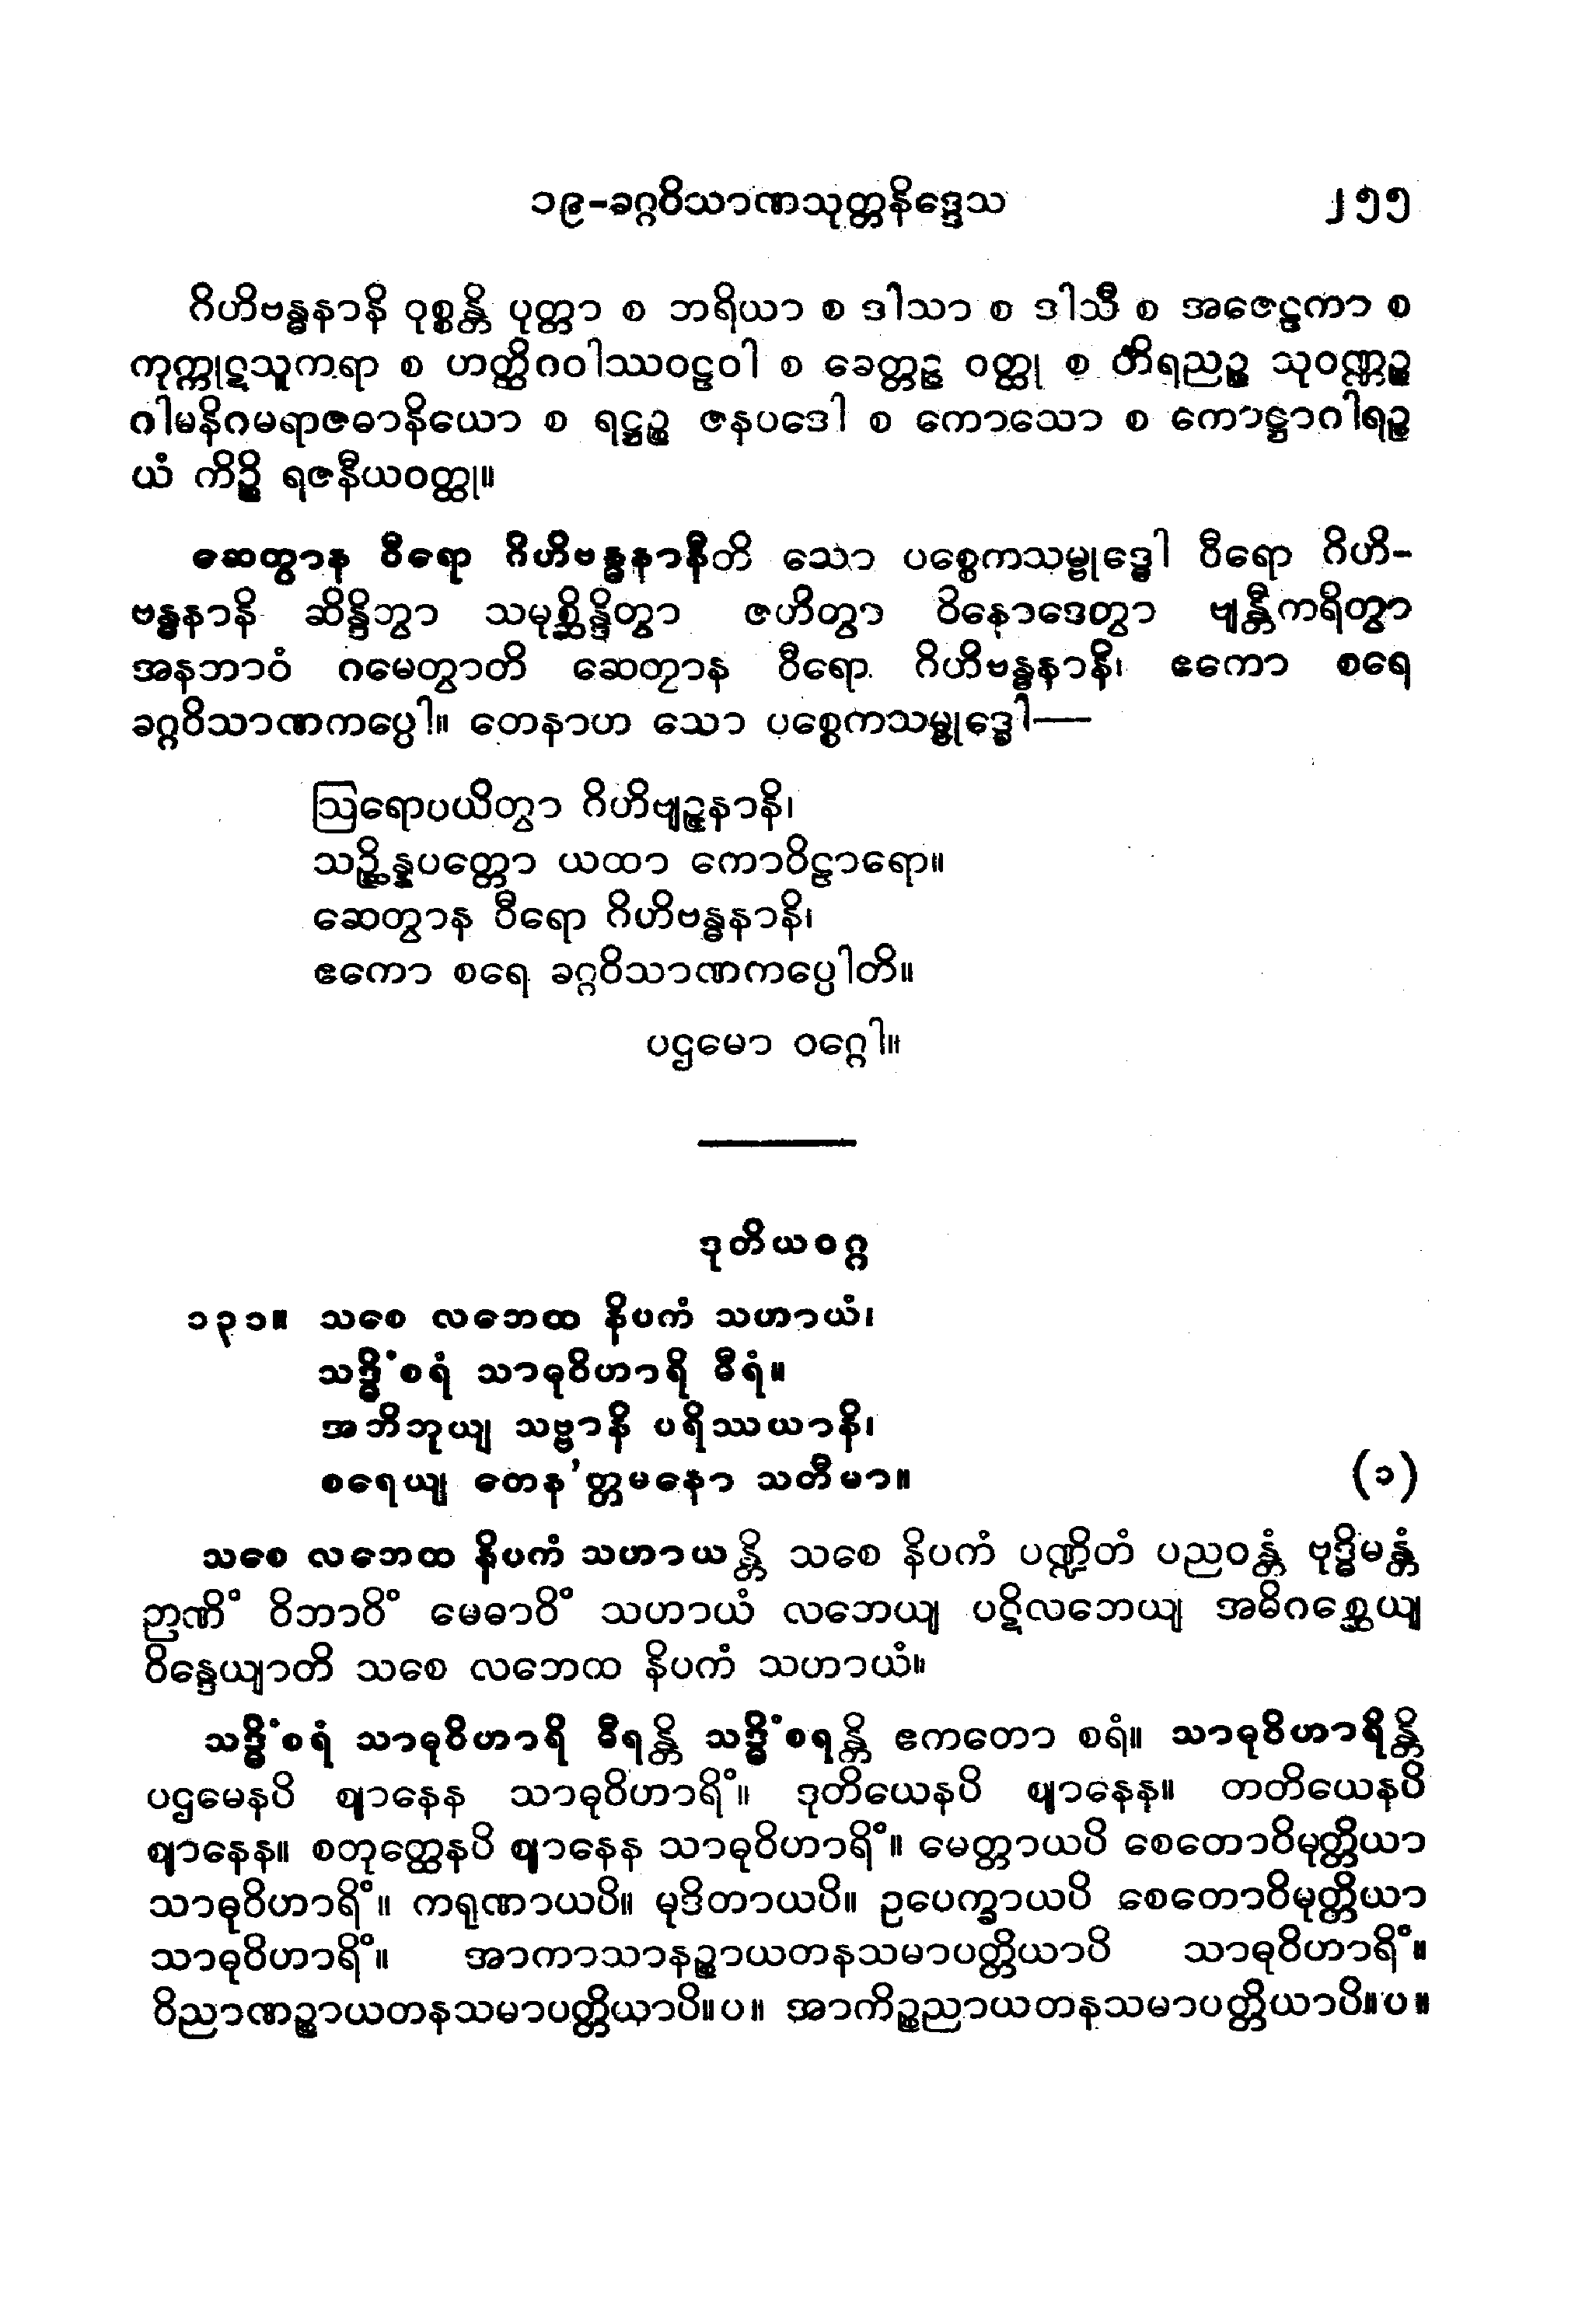 ၁၉-ခဂ္ဂဝိသာဏသုတ္တနိဒ္ဒေသ ၂၅၅
ဂိဟိဗန္ဓနာနိ ဝုစ္စန္တိ ပုတ္တာ စ ဘရိယာ စ ဒါသာ စ ဒါသီ စ အဇေဠကာ စ
ကုက္ကုဋသူကရာ စ ဟတ္ထိဂဝါဿဝဠဝါ စ ခေတ္တဉ္စ ဝတ္ထု စ ဟိရညဉ္စ သုဝဏ္ဏဉ္စ
ဂါမနိဂမရာဇဓာနိယော စ ရဋ္ဌဉ္စ ဇနပဒေါ စ ကောသော စ ကောဋ္ဌာဂါရဉ္စ
ယံ ကိဉ္စိ ရဇနီယဝတ္ထု။
ဆေတွာန ဝီရော ဂိဟိဗန္ဓနာနီတိ သော ပစ္စေကသမ္ဗုဒ္ဓေါ ဝီရော ဂိဟိ-
ဗန္ဓနာနိ ဆိန္ဒိတွာ သမုစ္ဆိန္ဒိတွာ ဇဟိတွာ ဝိနောဒေတွာ ဗျန္တီကရိတွာ
အနဘာဝံ ဂမေတွာတိ ဆေတွာန ဝီရော ဂိဟိဗန္ဓနာနိ၊ ဧကော စရေ
ခဂ္ဂဝိသာဏကပ္ပေါ။ တေနာဟ သော ပစ္စေကသမ္ဗုဒ္ဓေါ—
ဩရောပယိတွာ ဂိဟိဗျဉ္ဇနာနိ၊
သဉ္ဆိန္နပတ္တော ယထာ ကောဝိဠာရော။
ဆေတွာန ဝီရော ဂိဟိဗန္ဓနာနိ၊
ဧကော စရေ ခဂ္ဂဝိသာဏကပ္ပေါတိ။
ပဌမော ဝဂ္ဂေါ။
ဒုတိယဝဂ္ဂ
၁၃၁။ သစေ လဘေထ နိပကံ သဟာယံ၊
သဒ္ဓိံ စရံ သာဓုဝိဟာရိ ဓီရံ။
အဘိဘုယျ သဗ္ဗာနိ ပရိဿယာနိ၊
စရေယျ တေန'တ္တမနော သတီမာ။ (၁)
သစေ လဘေထ နိပကံ သဟာယန္တိ သစေ နိပကံ ပဏ္ဍိတံ ပညဝန္တံ ဗုဒ္ဓိမန္တံ
ဉာဏိံ ဝိဘာဝိံ မေဓာဝိံ သဟာယံ လဘေယျ ပဋိလဘေယျ အဓိဂစ္ဆေယျ
ဝိန္ဒေယျာတိ သစေ လဘေထ နိပကံ သဟာယံ။
သဒ္ဓိံ စရံ သာဓုဝိဟာရိ ဓီရန္တိ သဒ္ဓိံ စရန္တိ ဧကတော စရံ။ သာဓုဝိဟာရိန္တိ
ပဌမေနပိ ဈာနေန သာဓုဝိဟာရိံ။ ဒုတိယေနပိ ဈာနေန။ တတိယေနပိ
ဈာနေန။ စတုတ္ထေနပိ ဈာနေန သာဓုဝိဟာရိံ။ မေတ္တာယပိ စေတောဝိမုတ္တိယာ
သာဓုဝိဟာရိံ။ ကရုဏာယပိ။ မုဒိတာယပိ။ ဥပေက္ခာယပိ စေတောဝိမုတ္တိယာ
သာဓုဝိဟာရိံ။ အာကာသာနဉ္စာယတနသမာပတ္တိယာပိ သာဓုဝိဟာရိံ။
ဝိညာဏဉ္စာယတနသမာပတ္တိယာပိ။ပ။ အာကိဉ္စညာယတနသမာပတ္တိယာပိ။ပ။